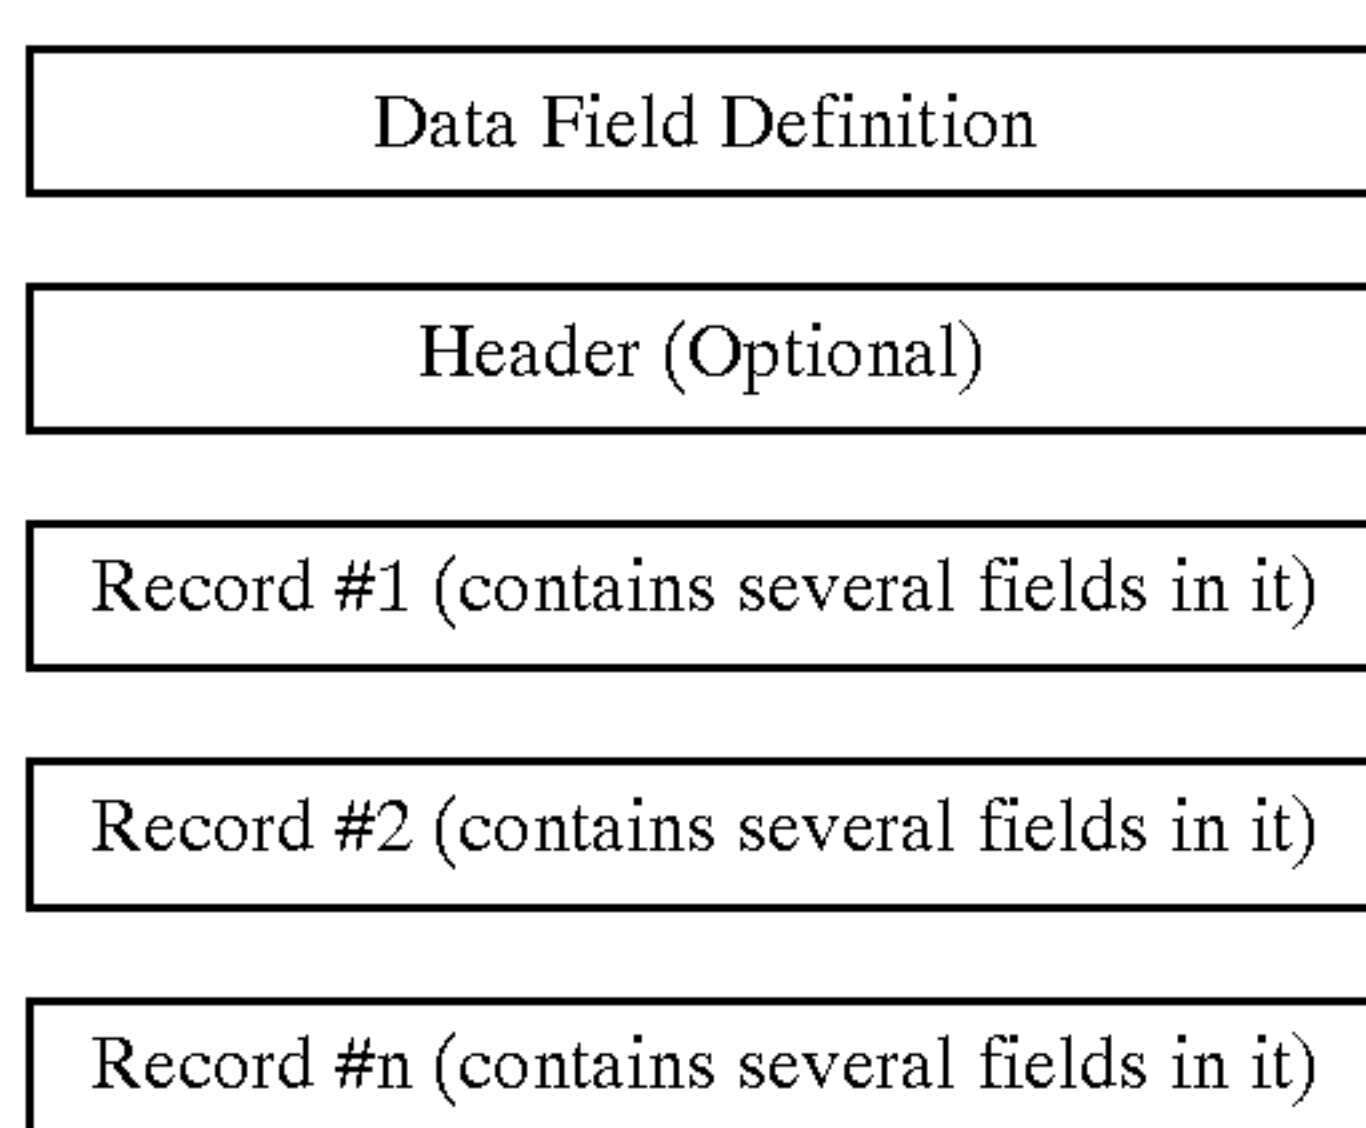 Data Field Definition
Header (Optional)
Record #1 (contains several fields in it)
Record #2 (contains several fields in it)
Record #n (contains several fields in it)